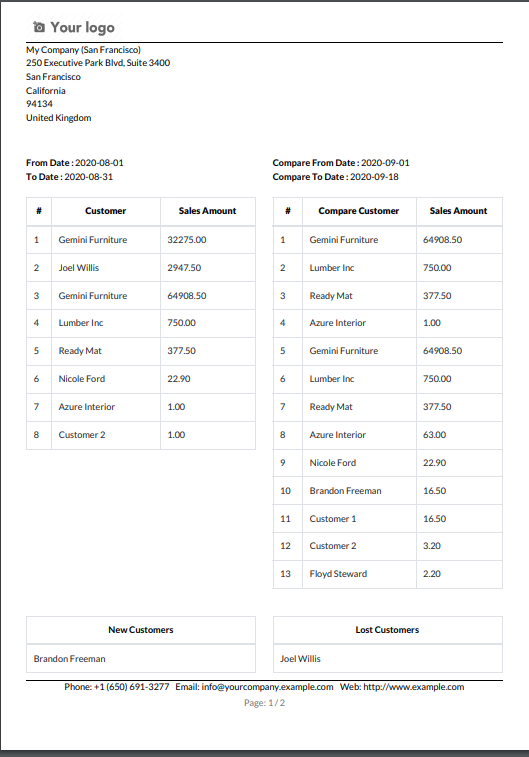 Your logo
My Company (San Francisco)
250 Executive Park Blvd, Suite 3400
San Francisco
California
94134
United Kingdom
From Date : 2020-08-01
To Date : 2020-08-31
Compare From Date : 2020-09-01
Compare To Date : 2020-09-18
# Customer Sales Amount
1 Gemini Furniture 32275.00
2 Joel Willis 2947.50
3 Gemini Furniture 64908.50
4 Lumber Inc 750.00
5 Ready Mat 377.50
6 Nicole Ford 22.90
7 Azure Interior 1.00
8 Customer 2 1.00
# Compare Customer Sales Amount
1 Gemini Furniture 64908.50
2 Lumber Inc 750.00
3 Ready Mat 377.50
4 Azure Interior 1.00
5 Gemini Furniture 64908.50
6 Lumber Inc 750.00
7 Ready Mat 377.50
8 Azure Interior 63.00
9 Nicole Ford 22.90
10 Brandon Freeman 16.50
11 Customer 1 16.50
12 Customer 2 3.20
13 Floyd Steward 2.20
New Customers
Brandon Freeman
Lost Customers
Joel Willis
Phone: +1 (650) 691-3277 Email: info@yourcompany.example.com Web: http://www.example.com
Page: 1 / 2